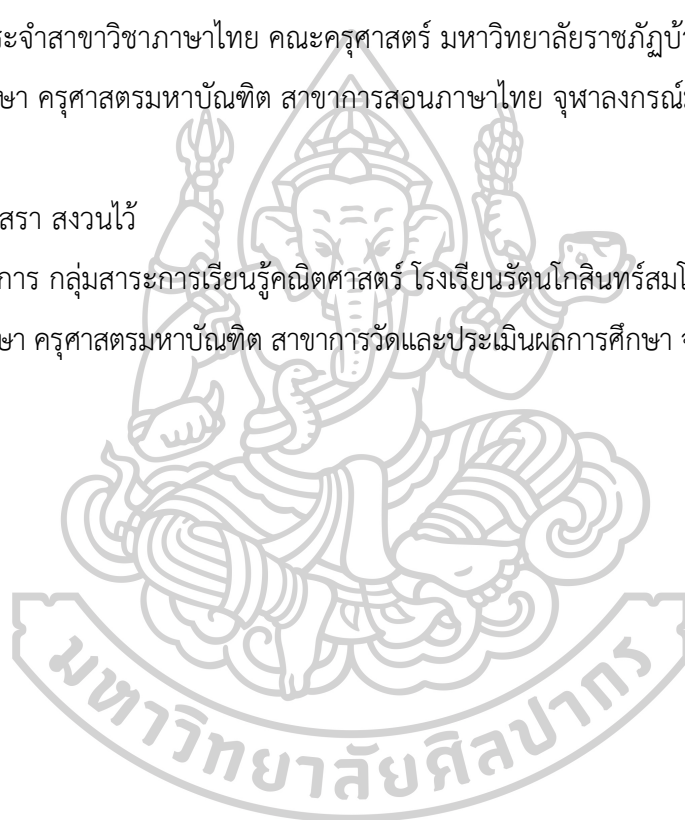 ระจำสาขาวิชาภาษาไทย คณะครุศาสตร์ มหาวิทยาลัยราชภัฏบ้า
ษา ครุศาสตรมหาบัณฑิต สาขาการสอนภาษาไทย จุฬาลงกรณ์ม
สรา สงวนไว้
การ กลุ่มสาระการเรียนรู้คณิตศาสตร์ โรงเรียนรัตนโกสินทร์สมโ
ษา ครุศาสตรมหาบัณฑิต สาขาการวัดและประเมินผลการศึกษา จ
มหาวิทยาลัยศิลปากร